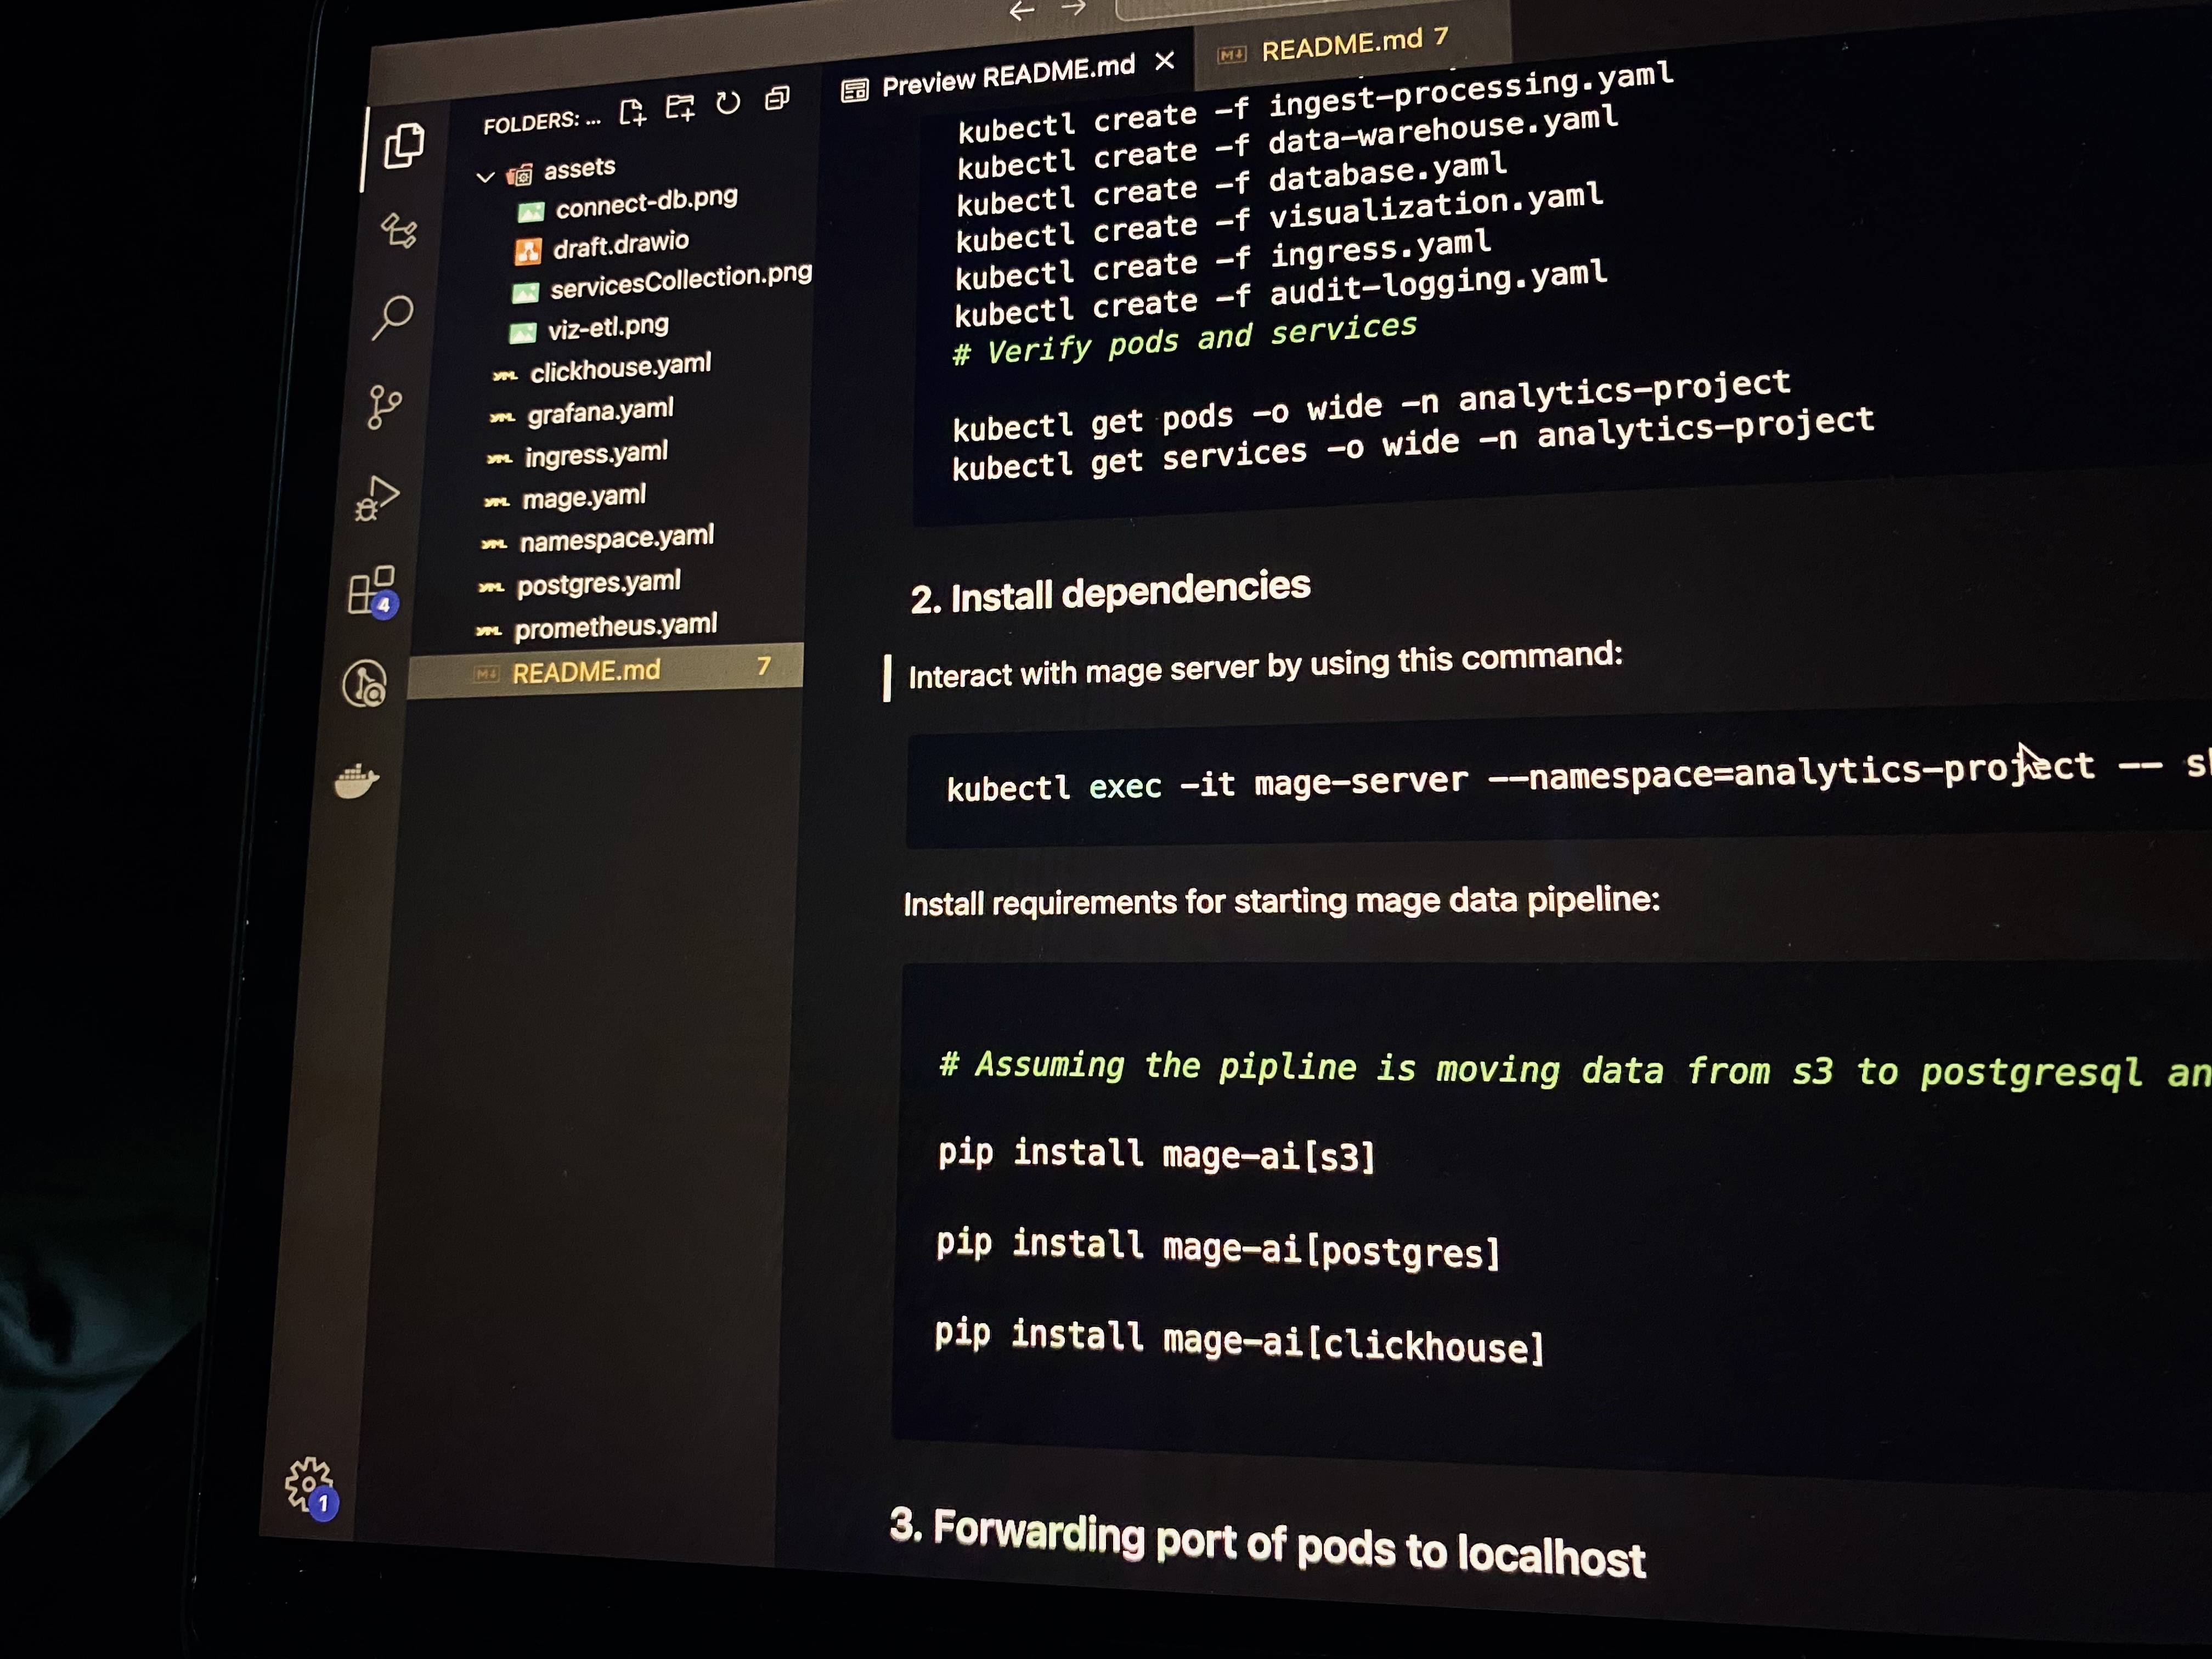 FOLDERS: ...
assets
connect-db.png
draft.drawio
servicesCollection.png
viz-etl.png
clickhouse.yaml
grafana.yaml
ingress.yaml
mage.yaml
namespace.yaml
postgres.yaml
prometheus.yaml
README.md 7
4
1
Preview README.md
README.md 7
kubectl create -f ingest-processing.yaml
kubectl create -f data-warehouse.yaml
kubectl create -f database.yaml
kubectl create -f visualization.yaml
kubectl create -f ingress.yaml
kubectl create -f audit-logging.yaml
# Verify pods and services
kubectl get pods -o wide -n analytics-project
kubectl get services -o wide -n analytics-project
2. Install dependencies
Interact with mage server by using this command:
kubectl exec -it mage-server --namespace=analytics-project --
Install requirements for starting mage data pipeline:
# Assuming the pipline is moving data from s3 to postgresql
pip install mage-ai[s3]
pip install mage-ai[postgres]
pip install mage-ai[clickhouse]
3. Forwarding port of pods to localhost